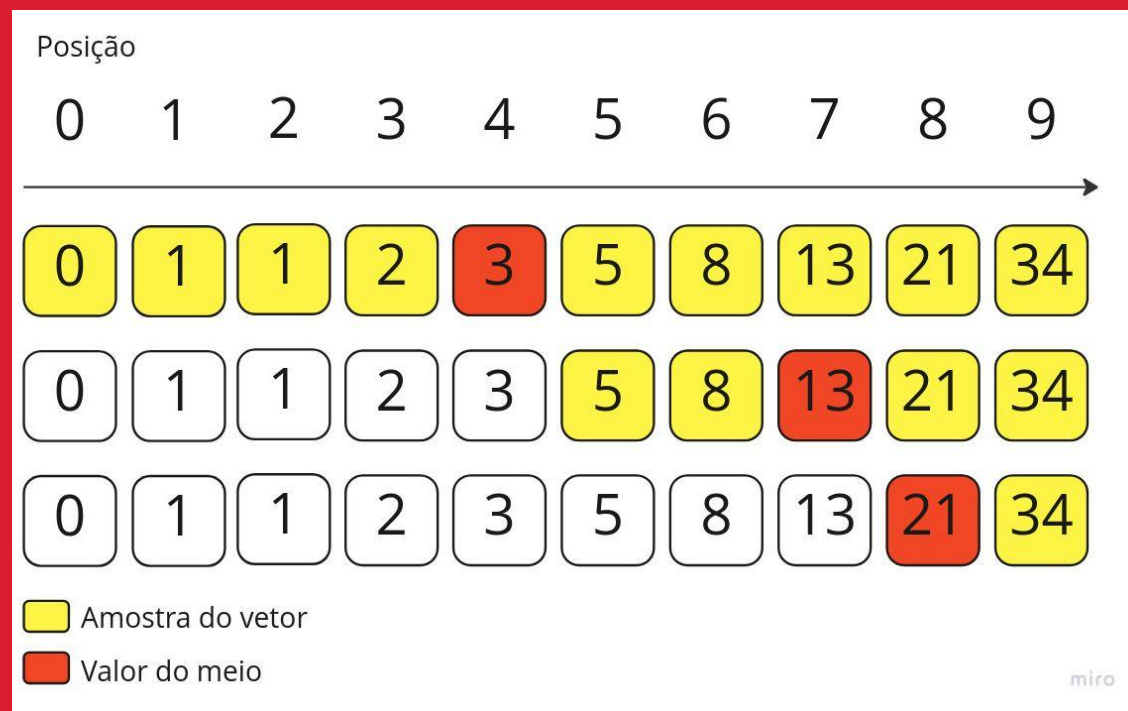 Posição
0 1 2 3 4 5 6 7 8 9
0 1 1 2 3 5 8 13 21 34
0 1 1 2 3 5 8 13 21 34
0 1 1 2 3 5 8 13 21 34
Amostra do vetor
Valor do meio
miro